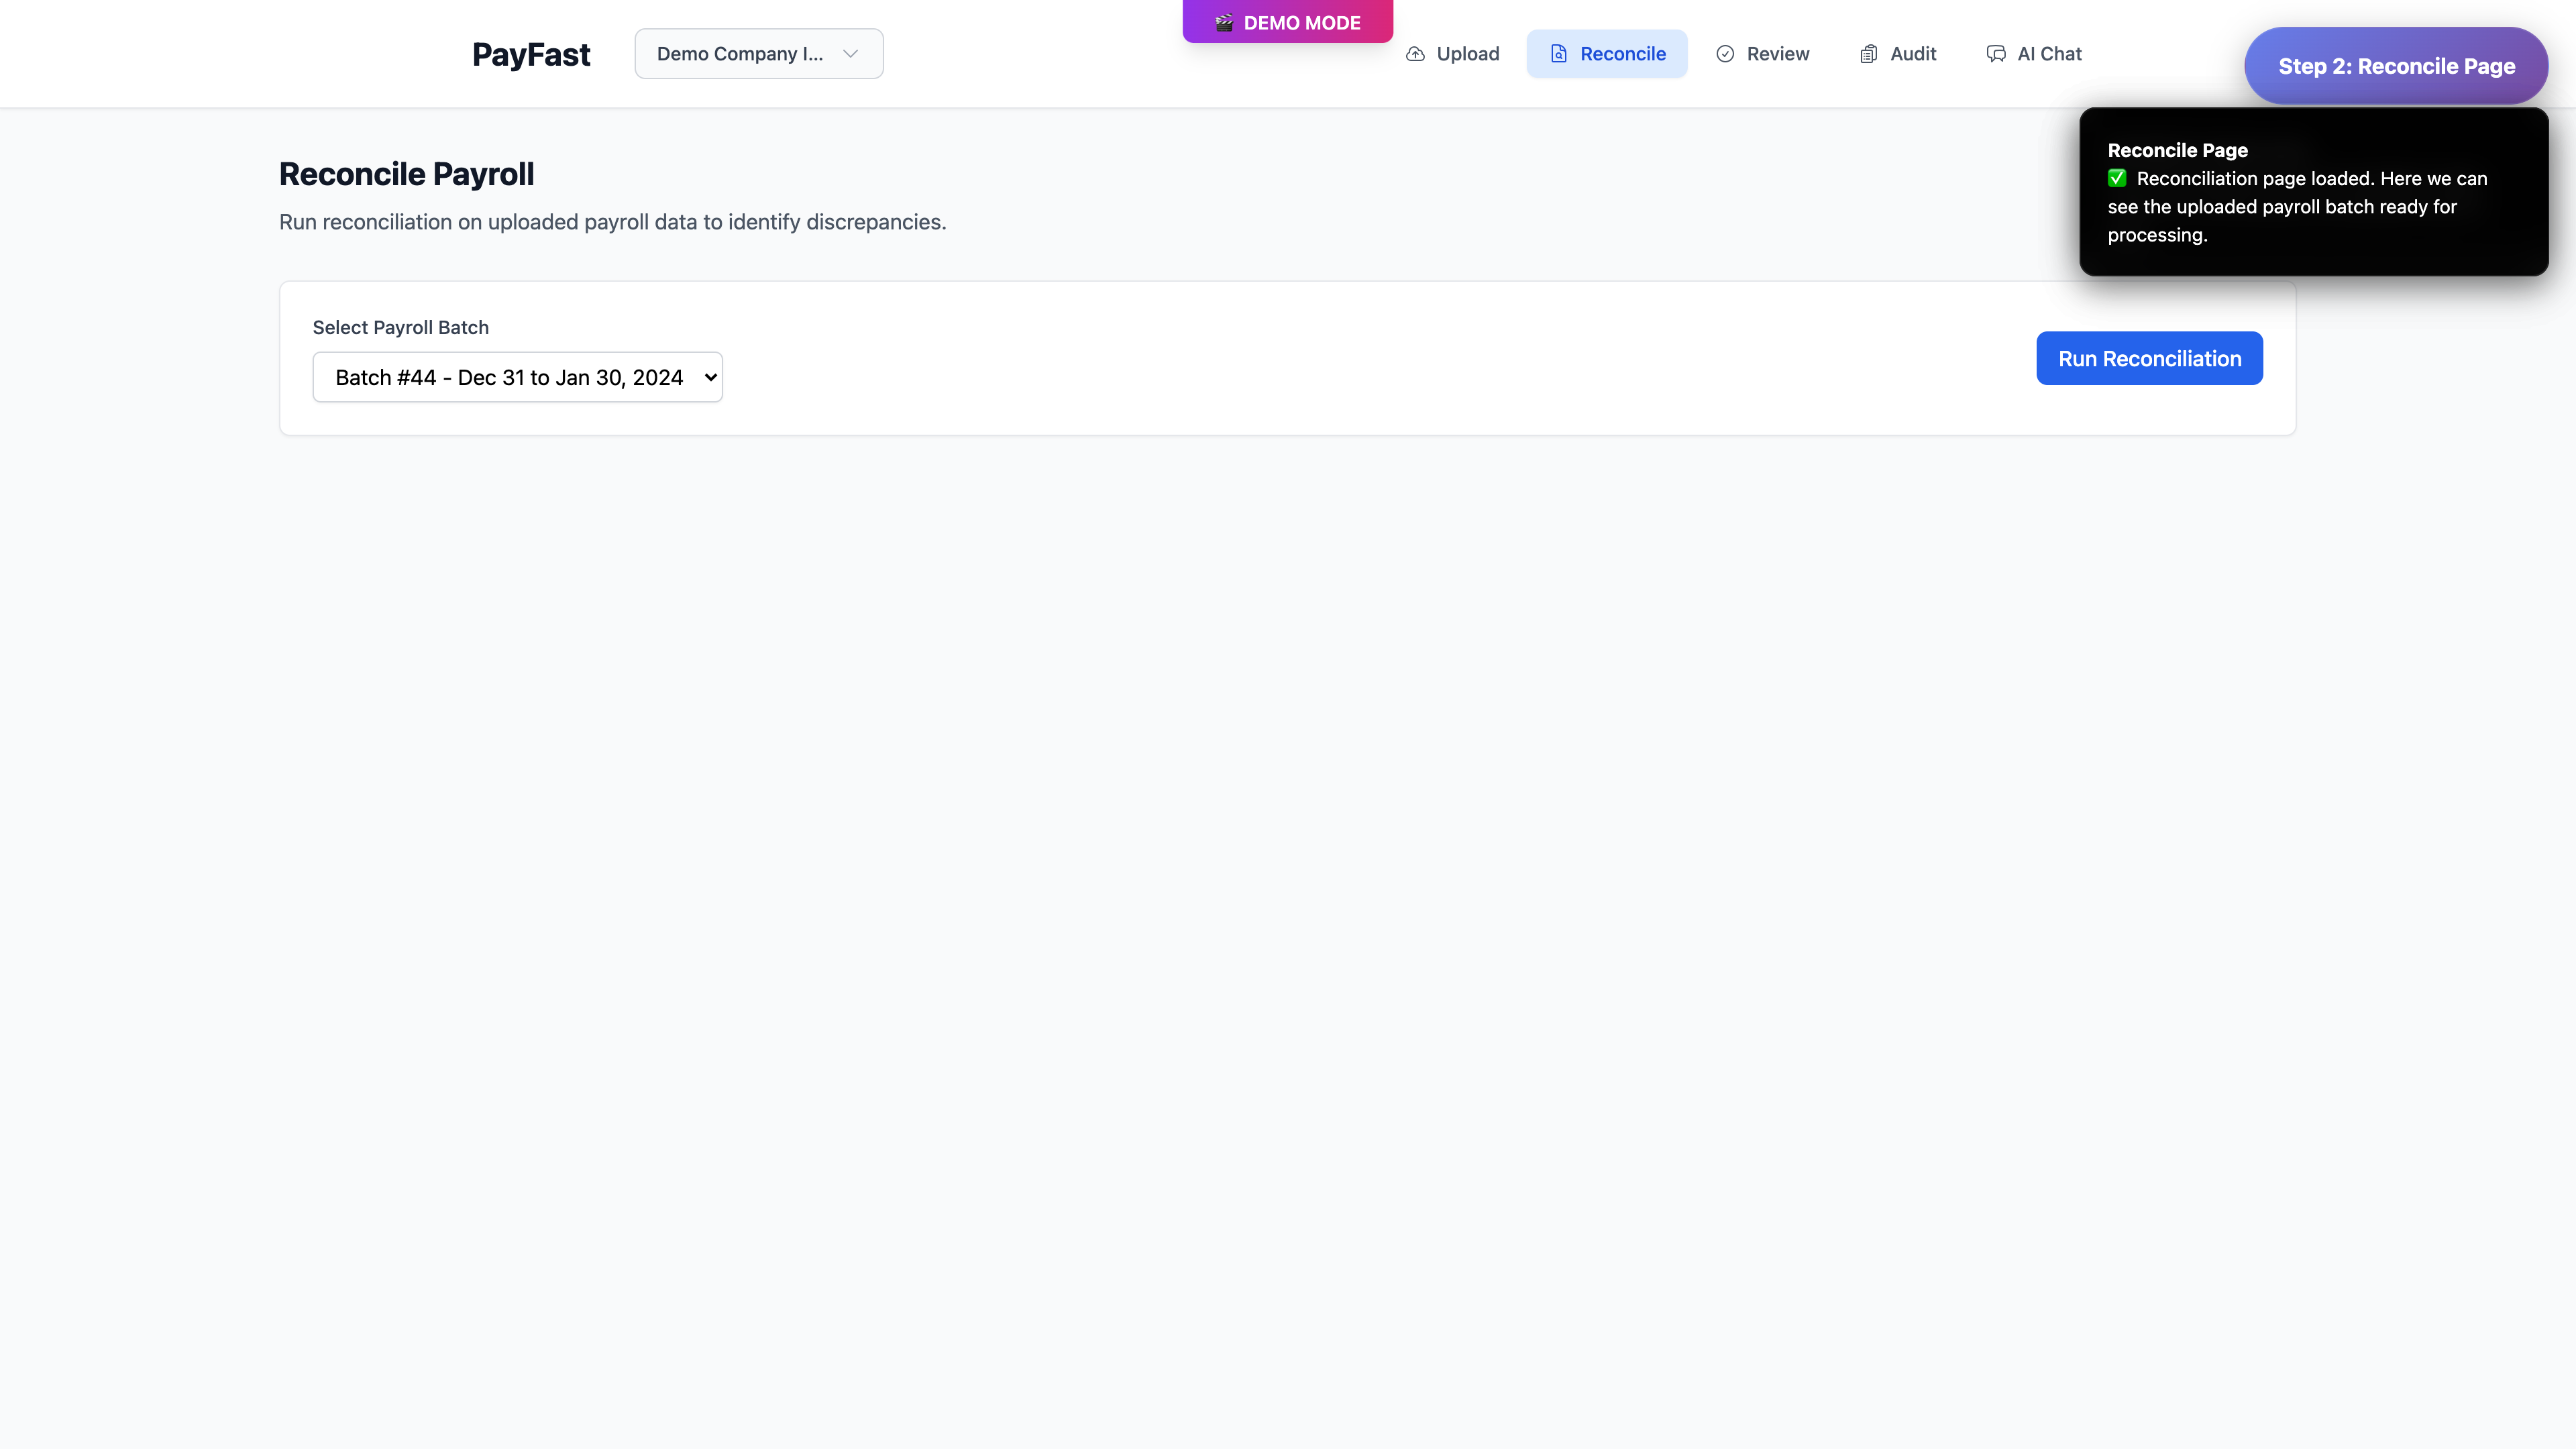 🎬 DEMO MODE
PayFast
Demo Company I...
Upload
Reconcile
Review
Audit
AI Chat
Step 2: Reconcile Page
Reconcile Page
✅ Reconciliation page loaded. Here we can
see the uploaded payroll batch ready for
processing.
Reconcile Payroll
Run reconciliation on uploaded payroll data to identify discrepancies.
Select Payroll Batch
Batch #44 - Dec 31 to Jan 30, 2024
Run Reconciliation